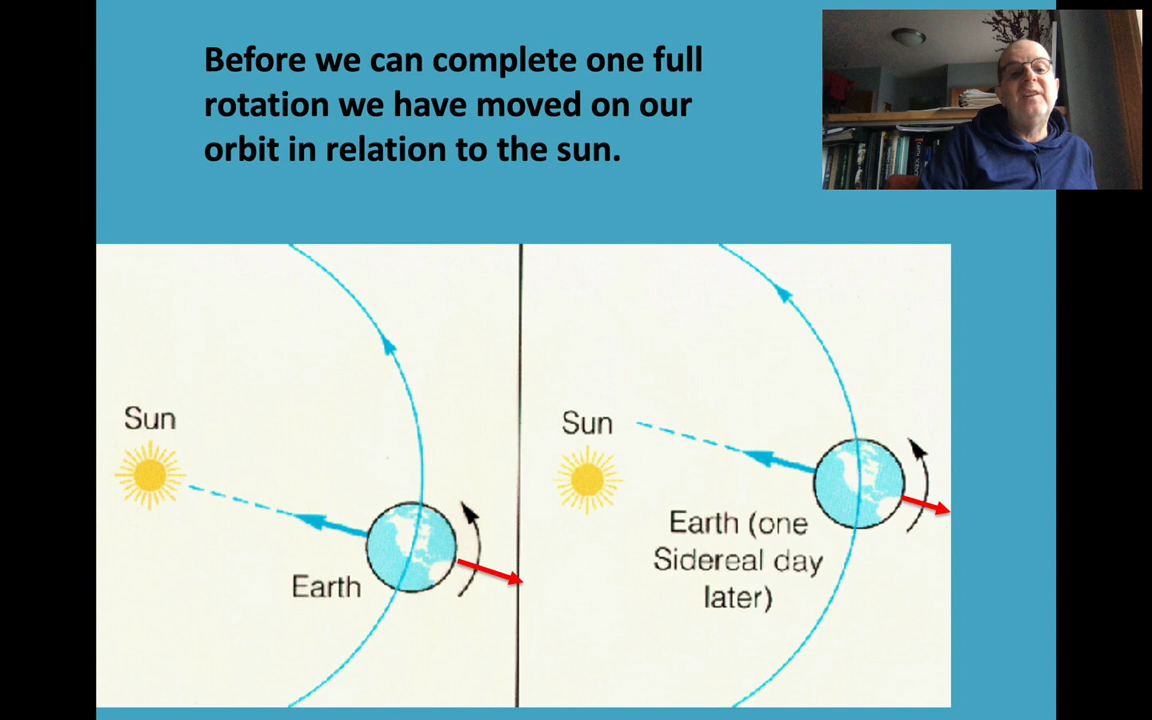 Before we can complete one full
rotation we have moved on our
orbit in relation to the sun.
Sun
Earth
Sun
Earth (one
Sidereal day
later)